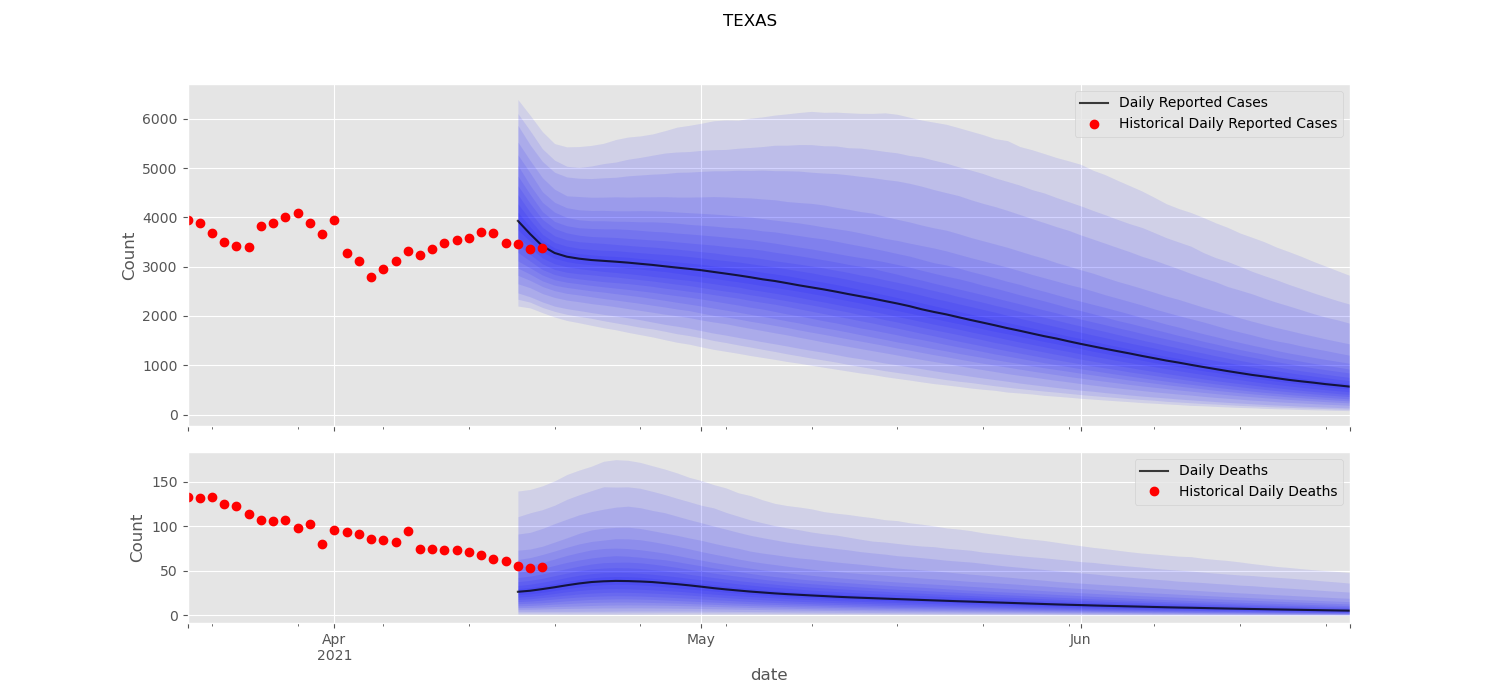 TEXAS
Count
6000
5000
4000
3000
2000
1000
0
Daily Reported Cases
Historical Daily Reported Cases
Count
150
100
50
0
Daily Deaths
Historical Daily Deaths
Apr
2021
May
Jun
date